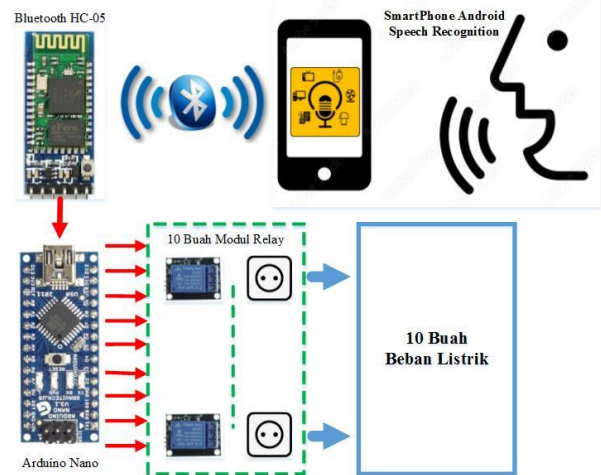 Bluetooth HC-05
SmartPhone Android
Speech Recognition
10 Buah Modul Relay
10 Buah
Beban Listrik
Arduino Nano